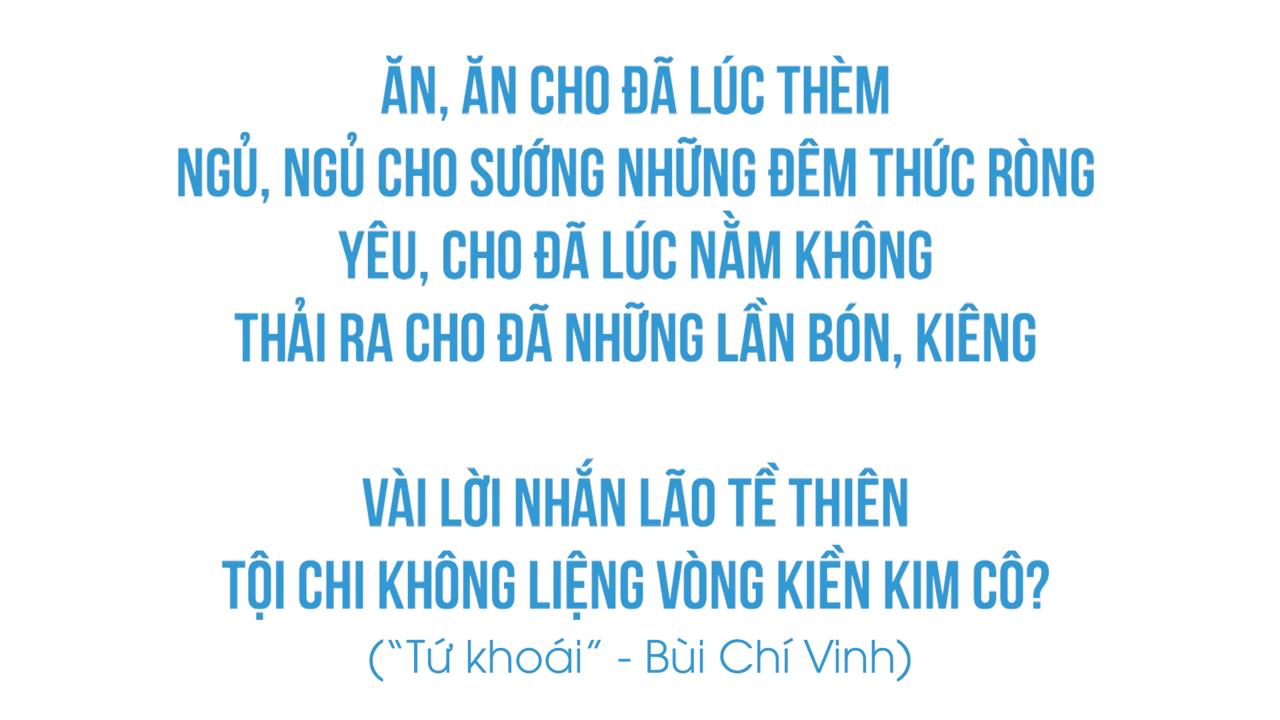 ĂN, ĂN CHO ĐÃ LÚC THÈM
NGỦ, NGỦ CHO SƯỚNG NHỮNG ĐÊM THỨC RÒNG
YÊU, CHO ĐÃ LÚC NẰM KHÔNG
THẢI RA CHO ĐÃ NHỮNG LẦN BÓN, KIÊNG
VÀI LỜI NHẮN LÃO TỀ THIÊN
TỘI CHI KHÔNG LIỆNG VÒNG KIỀN KIM CÔ?
("Tứ khoái" - Bùi Chí Vinh)